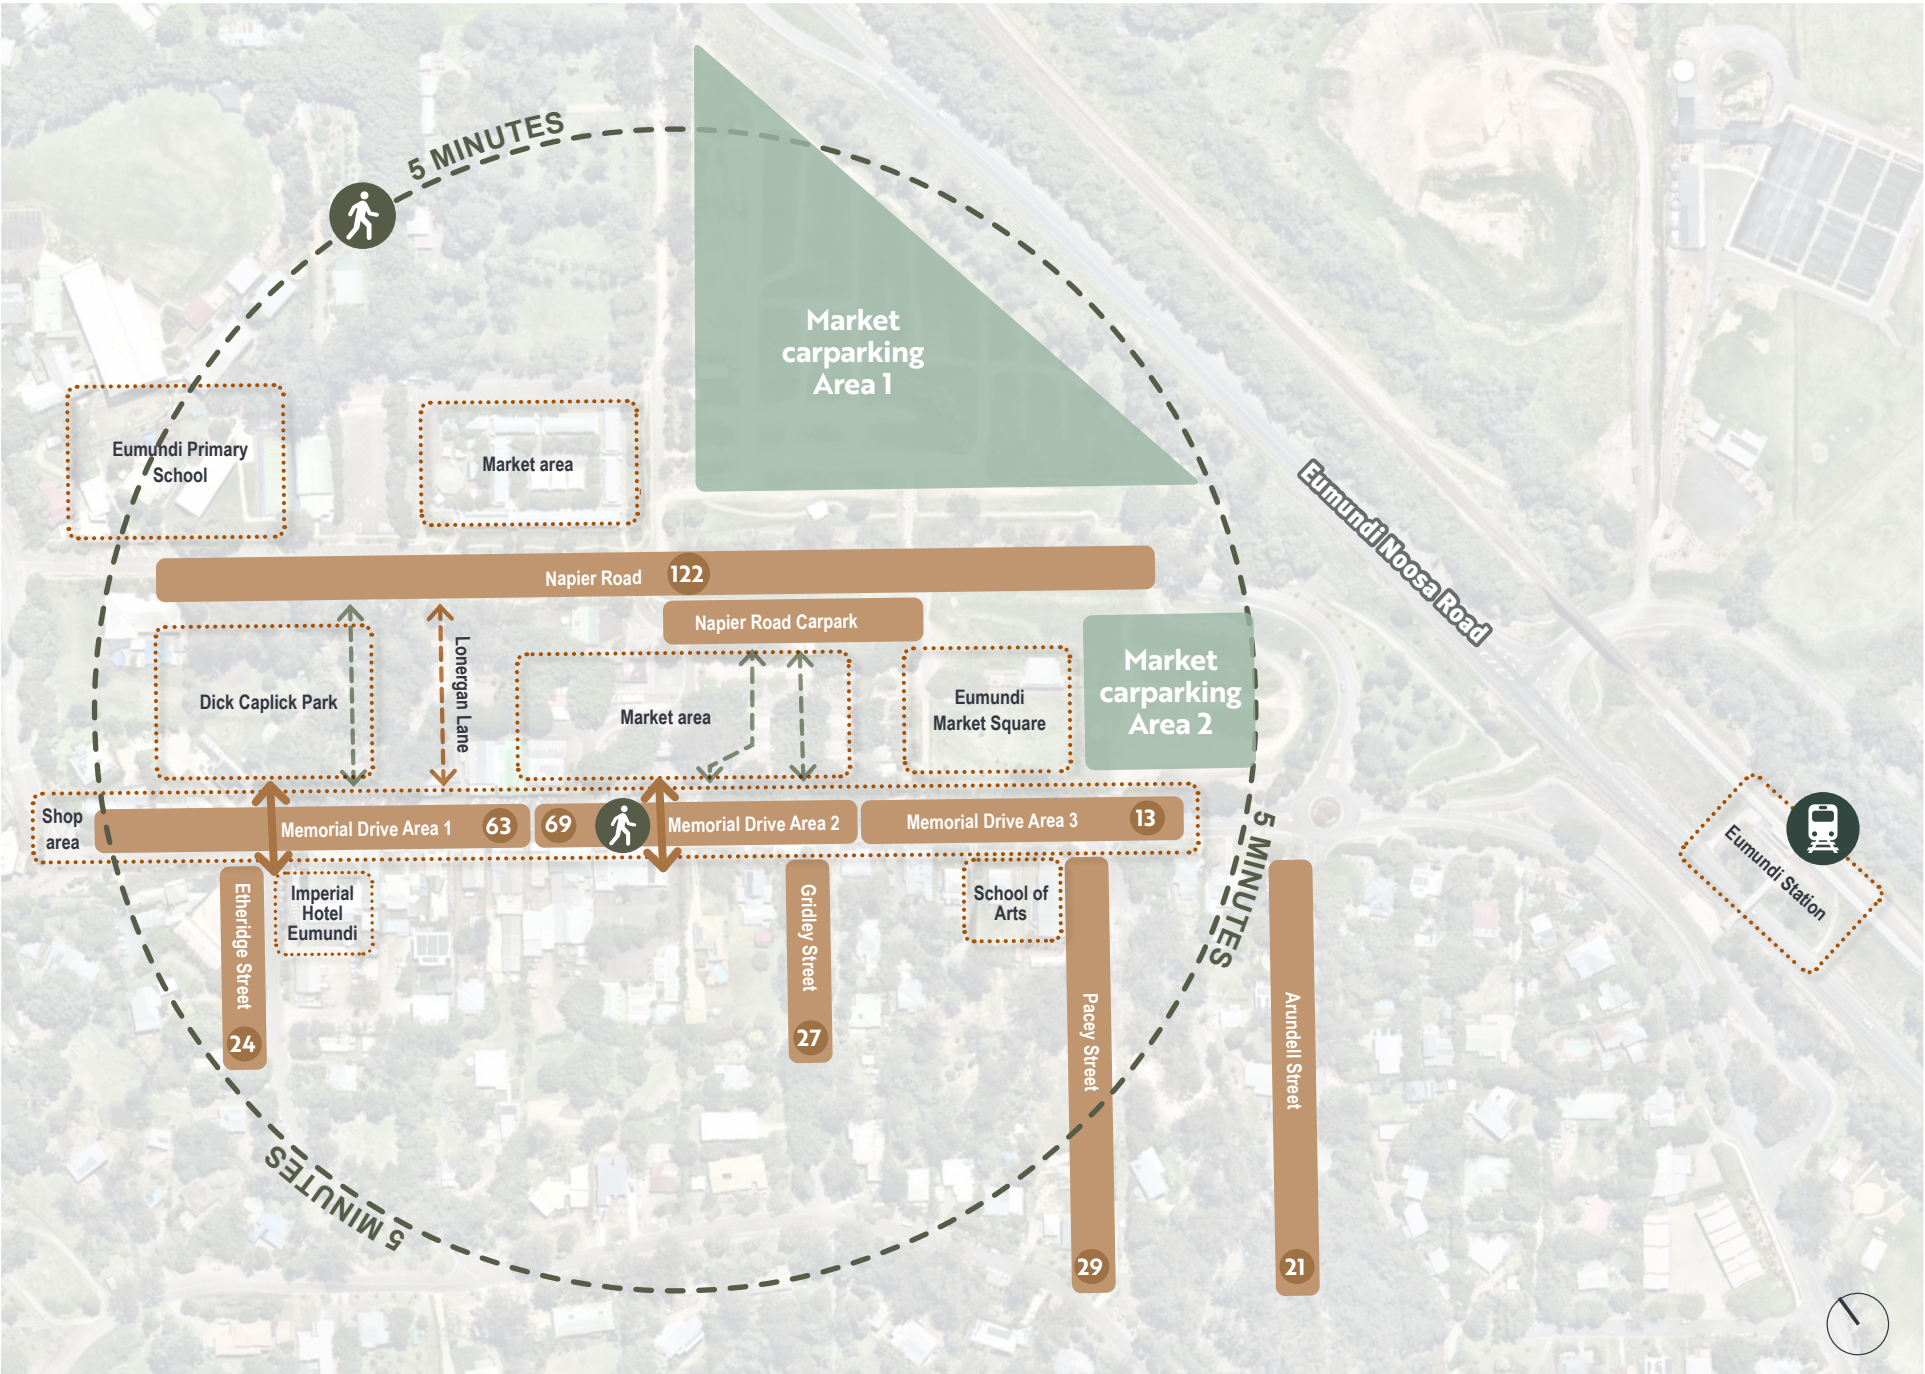 5 MINUTES
Market
carparking
Area 1
Eumundi Primary
School
Market area
Eumundi Noosa Road
Napier Road 122
Napier Road Carpark
Dick Caplick Park
Lonergan Lane
Market area
Eumundi
Market Square
Market
carparking
Area 2
Shop
area
Memorial Drive Area 1 63
69 Memorial Drive Area 2
Memorial Drive Area 3 13
5 MINUTES
Eumundi Station
Etheridge Street
24
Imperial
Hotel
Eumundi
Gridley Street
27
School of
Arts
Pacey Street
29
Arundell Street
21
5 MINUTES